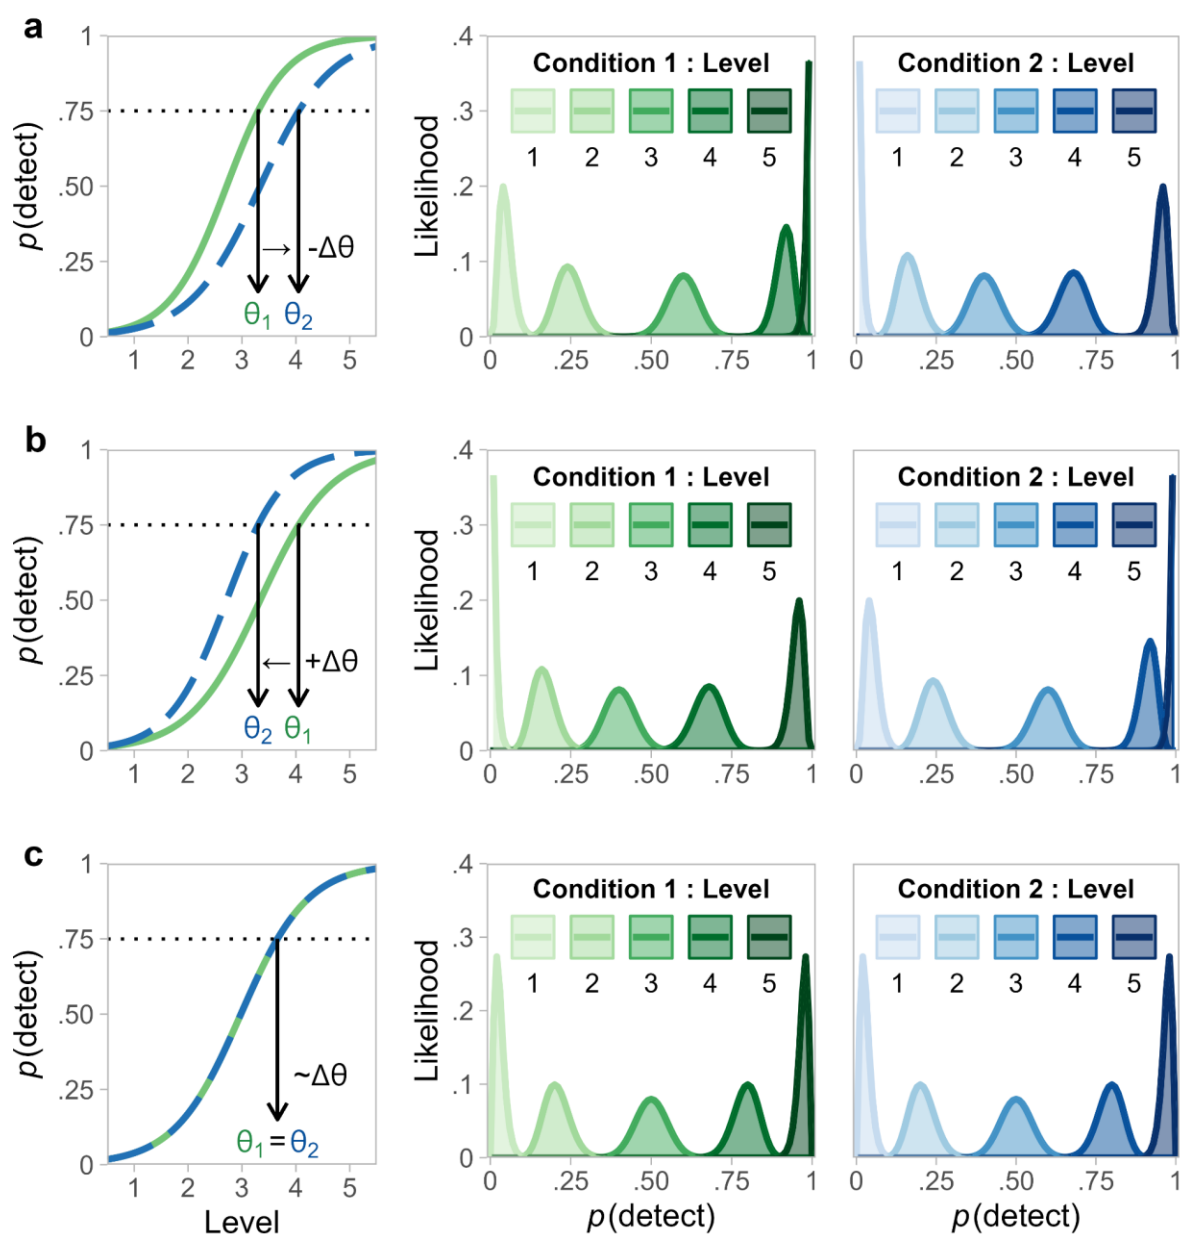 a
p(detect)
1
.75
.50
.25
0
→ -Δθ
θ1 θ2
1 2 3 4 5
Likelihood
.4
.3
.2
.1
0
Condition 1 : Level
1 2 3 4 5
0 .25 .50 .75 1
Condition 2 : Level
1 2 3 4 5
0 .25 .50 .75 1
b
p(detect)
1
.75
.50
.25
0
← +Δθ
θ2 θ1
1 2 3 4 5
Likelihood
.4
.3
.2
.1
0
Condition 1 : Level
1 2 3 4 5
0 .25 .50 .75 1
Condition 2 : Level
1 2 3 4 5
0 .25 .50 .75 1
c
p(detect)
1
.75
.50
.25
0
~Δθ
θ1 = θ2
1 2 3 4 5
Level
Likelihood
.4
.3
.2
.1
0
Condition 1 : Level
1 2 3 4 5
0 .25 .50 .75 1
p(detect)
Condition 2 : Level
1 2 3 4 5
0 .25 .50 .75 1
p(detect)